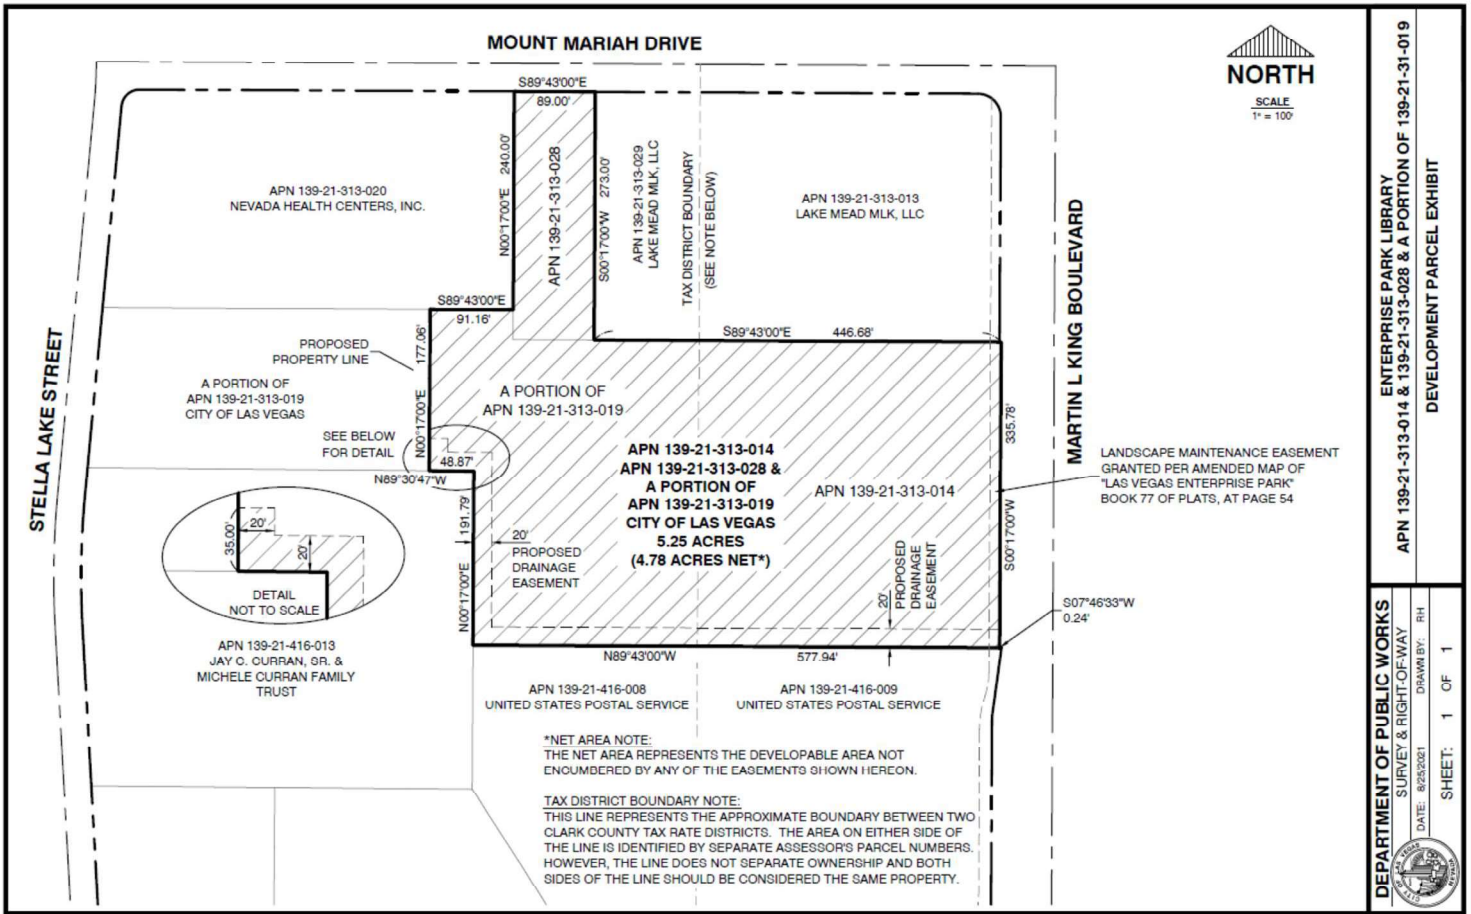 MOUNT MARIAH DRIVE
NORTH
SCALE
1" = 100'
S89°43'00"E
89.00'
N00°17'00"E 240.00'
APN 139-21-313-028
S00°17'00"W 273.00'
APN 139-21-313-029
LAKE MEAD MLK, LLC
TAX DISTRICT BOUNDARY
(SEE NOTE BELOW)
APN 139-21-313-020
NEVADA HEALTH CENTERS, INC.
APN 139-21-313-013
LAKE MEAD MLK, LLC
MARTIN L KING BOULEVARD
STELLA LAKE STREET
S89°43'00"E
91.16'
S89°43'00"E 446.68'
PROPOSED
PROPERTY LINE
N00°17'00"E 177.06'
A PORTION OF
APN 139-21-313-019
CITY OF LAS VEGAS
A PORTION OF
APN 139-21-313-019
SEE BELOW
FOR DETAIL
48.87'
N89°30'47"W
APN 139-21-313-014
APN 139-21-313-028 &
A PORTION OF
APN 139-21-313-019
CITY OF LAS VEGAS
5.25 ACRES
(4.78 ACRES NET*)
APN 139-21-313-014
335.78'
S00°17'00"W
LANDSCAPE MAINTENANCE EASEMENT
GRANTED PER AMENDED MAP OF
"LAS VEGAS ENTERPRISE PARK"
BOOK 77 OF PLATS, AT PAGE 54
N00°17'00"E 191.79'
20'
PROPOSED
DRAINAGE
EASEMENT
20'
PROPOSED
DRAINAGE
EASEMENT
35.00'
20'
20'
DETAIL
NOT TO SCALE
S07°46'33"W
0.24'
N89°43'00"W 577.94'
APN 139-21-416-013
JAY C. CURRAN, SR. &
MICHELE CURRAN FAMILY
TRUST
APN 139-21-416-008
UNITED STATES POSTAL SERVICE
APN 139-21-416-009
UNITED STATES POSTAL SERVICE
*NET AREA NOTE:
THE NET AREA REPRESENTS THE DEVELOPABLE AREA NOT
ENCUMBERED BY ANY OF THE EASEMENTS SHOWN HEREON.
TAX DISTRICT BOUNDARY NOTE:
THIS LINE REPRESENTS THE APPROXIMATE BOUNDARY BETWEEN TWO
CLARK COUNTY TAX RATE DISTRICTS. THE AREA ON EITHER SIDE OF
THE LINE IS IDENTIFIED BY SEPARATE ASSESSOR'S PARCEL NUMBERS.
HOWEVER, THE LINE DOES NOT SEPARATE OWNERSHIP AND BOTH
SIDES OF THE LINE SHOULD BE CONSIDERED THE SAME PROPERTY.
ENTERPRISE PARK LIBRARY
APN 139-21-313-014 & 139-21-313-028 & A PORTION OF 139-21-31-019
DEVELOPMENT PARCEL EXHIBIT
DEPARTMENT OF PUBLIC WORKS
SURVEY & RIGHT-OF-WAY
DATE: 8/25/2021 DRAWN BY: RH
SHEET: 1 OF 1
CITY OF LAS VEGAS
NEVADA